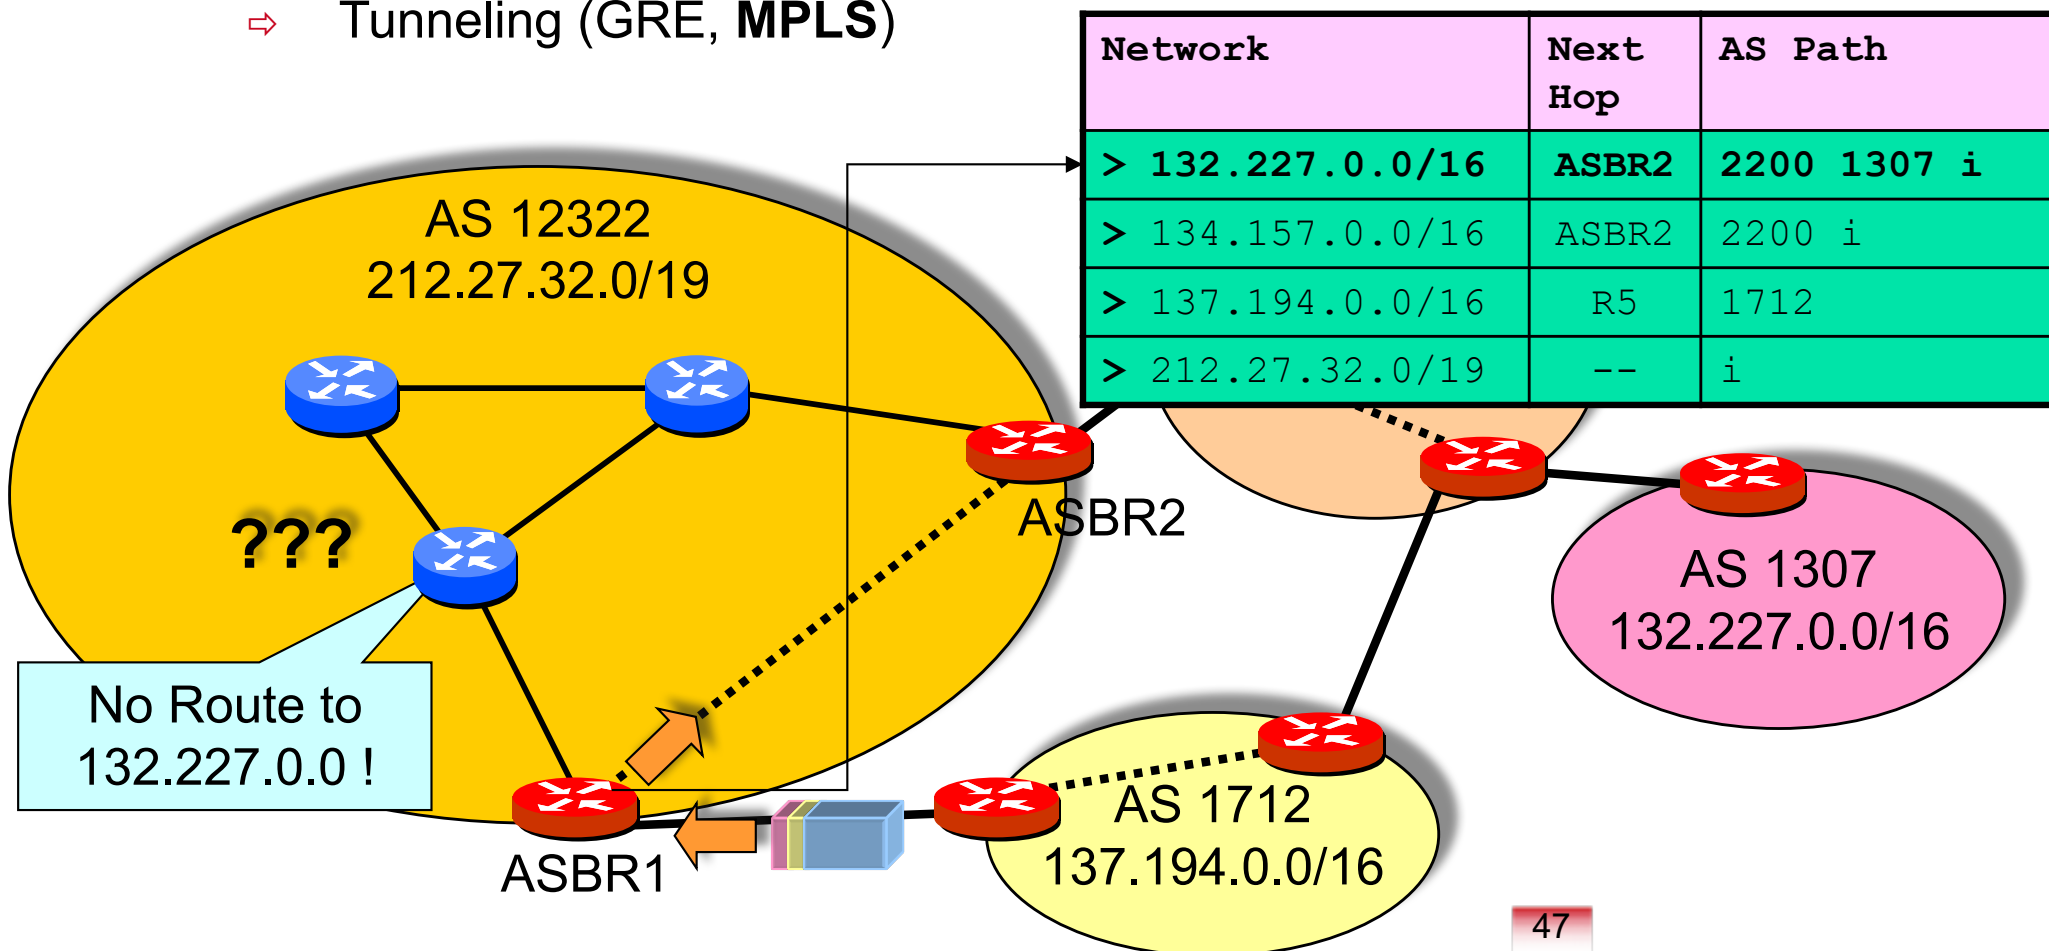 ⇨ Tunneling (GRE, MPLS)
Network Next Hop AS Path
> 132.227.0.0/16 ASBR2 2200 1307 i
> 134.157.0.0/16 ASBR2 2200 i
> 137.194.0.0/16 R5 1712
> 212.27.32.0/19 -- i
AS 12322
212.27.32.0/19
ASBR2
???
AS 1307
132.227.0.0/16
No Route to
132.227.0.0 !
AS 1712
137.194.0.0/16
ASBR1
47